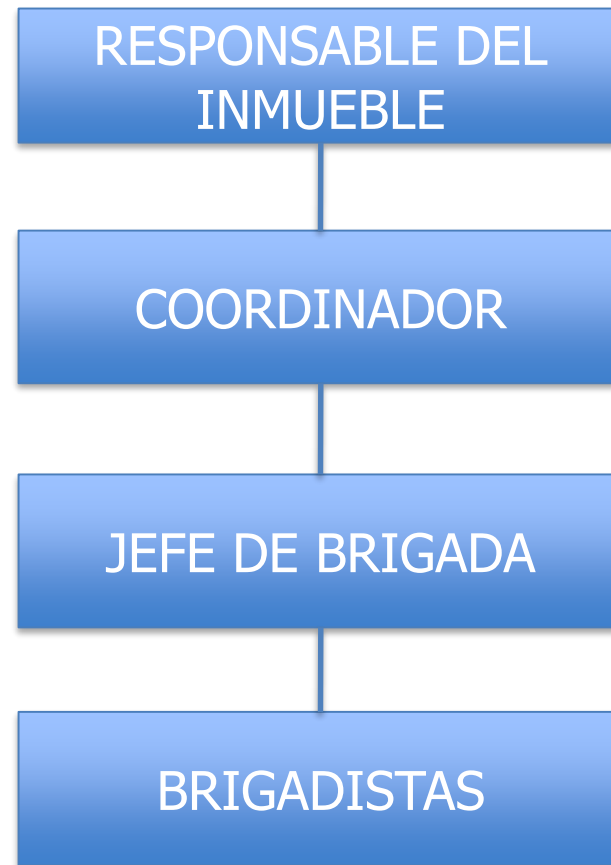 RESPONSABLE DEL
INMUEBLE
COORDINADOR
JEFE DE BRIGADA
BRIGADISTAS